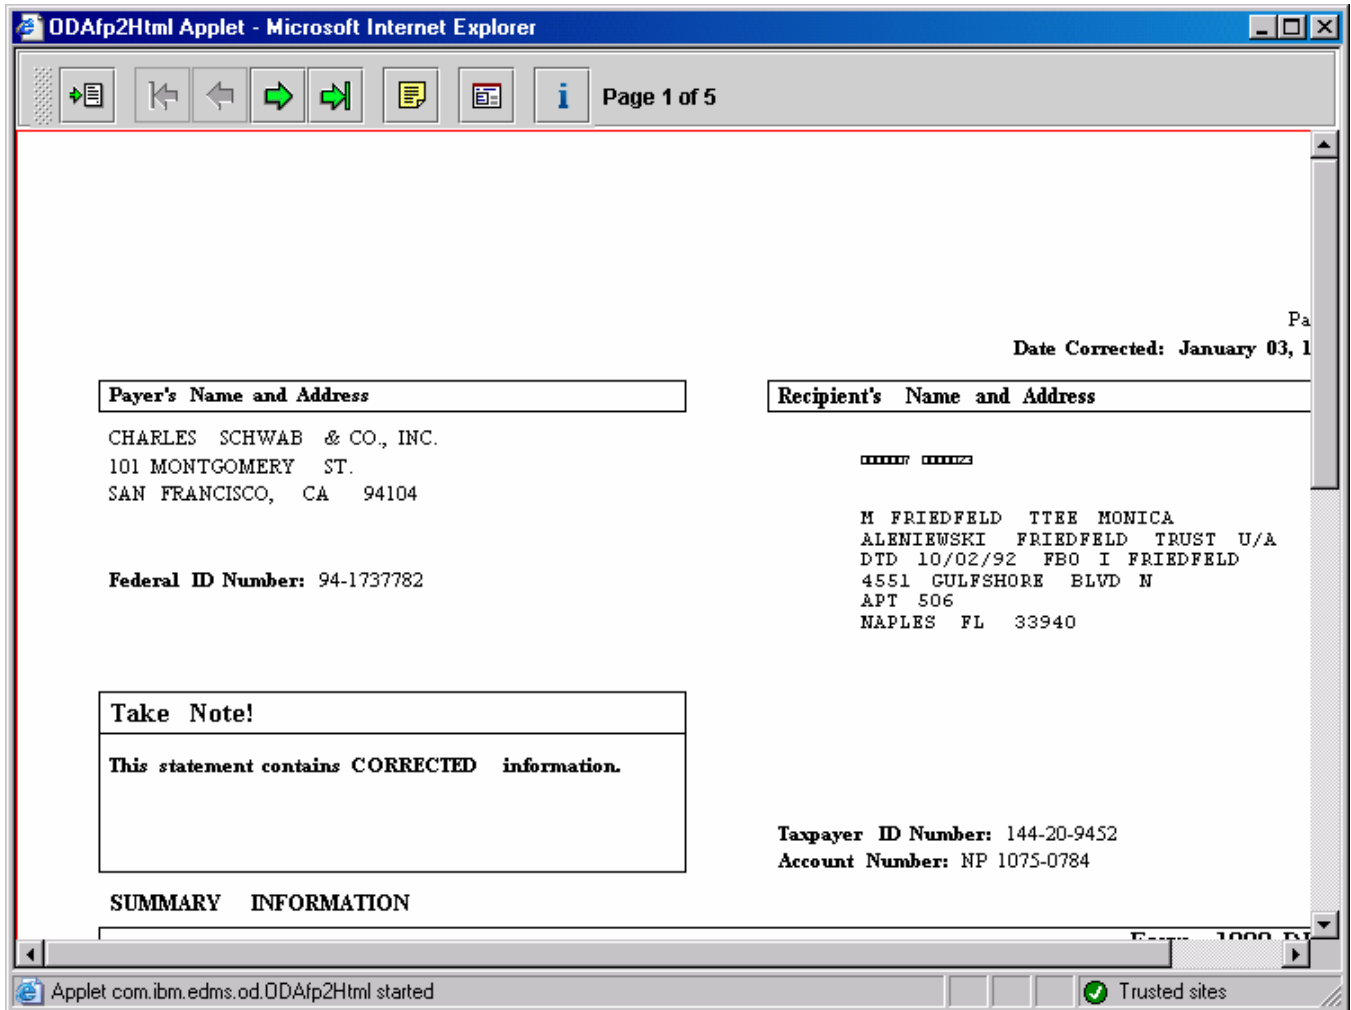 ODAfp2Html Applet - Microsoft Internet Explorer
Page 1 of 5
Date Corrected: January 03, 1
Payer's Name and Address
CHARLES SCHWAB & CO., INC.
101 MONTGOMERY ST.
SAN FRANCISCO, CA 94104
Federal ID Number: 94-1737782
Recipient's Name and Address
M FRIEDFELD TTEE MONICA
ALENIEWSKI FRIEDFELD TRUST U/A
DTD 10/02/92 FBO I FRIEDFELD
4551 GULFSHORE BLVD N
APT 506
NAPLES FL 33940
Take Note!
This statement contains CORRECTED information.
Taxpayer ID Number: 144-20-9452
Account Number: NP 1075-0784
SUMMARY INFORMATION
Applet com.ibm.edms.od.ODAfp2Html started
Trusted sites